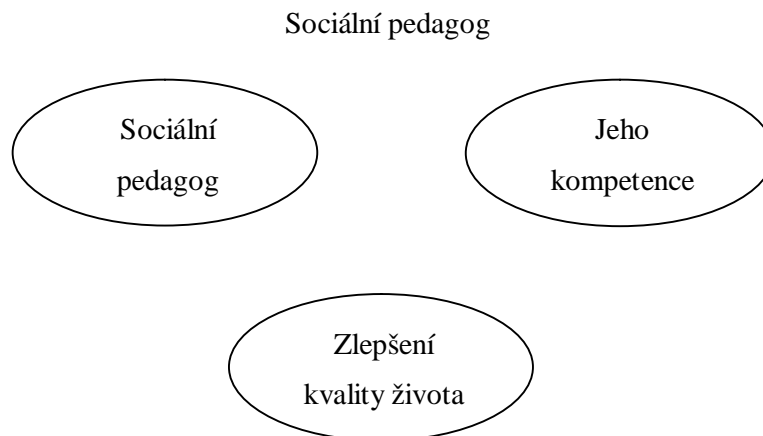 Sociální pedagog
Sociální
pedagog
Jeho
kompetence
Zlepšení
kvality života